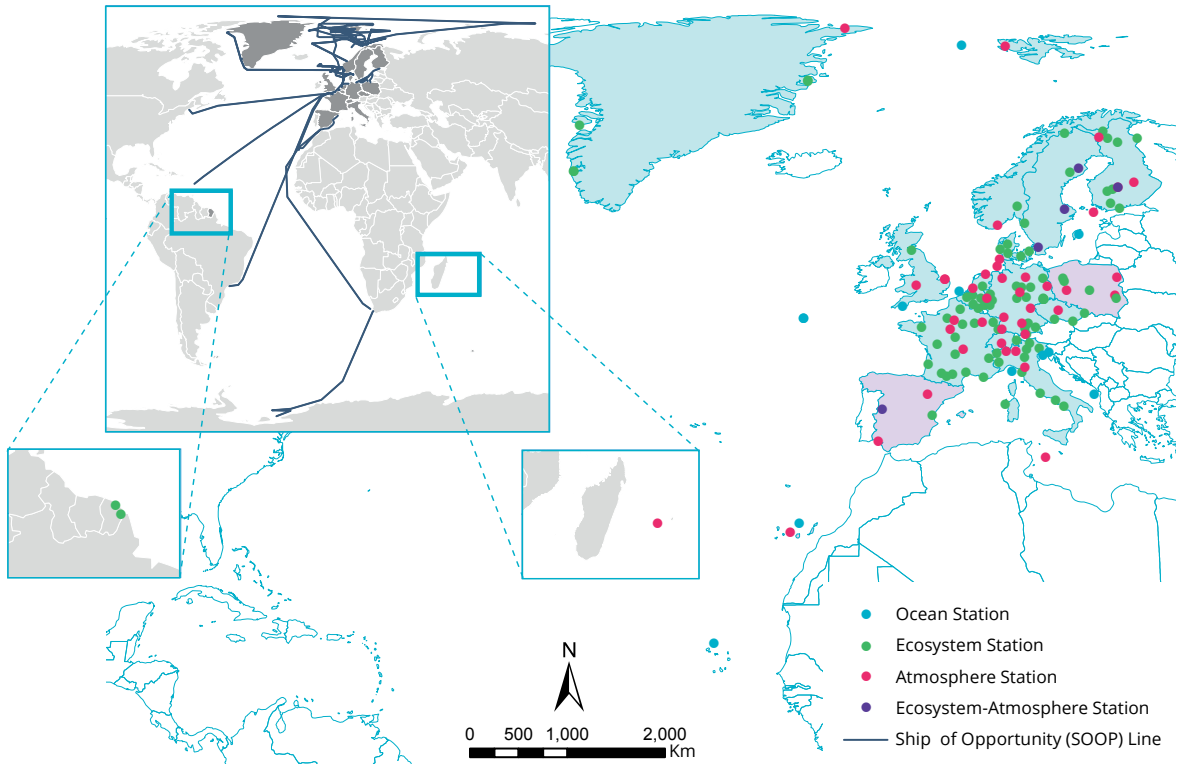 Ocean Station
Ecosystem Station
Atmosphere Station
Ecosystem-Atmosphere Station
Ship of Opportunity (SOOP) Line
N
0 500 1,000 2,000
Km